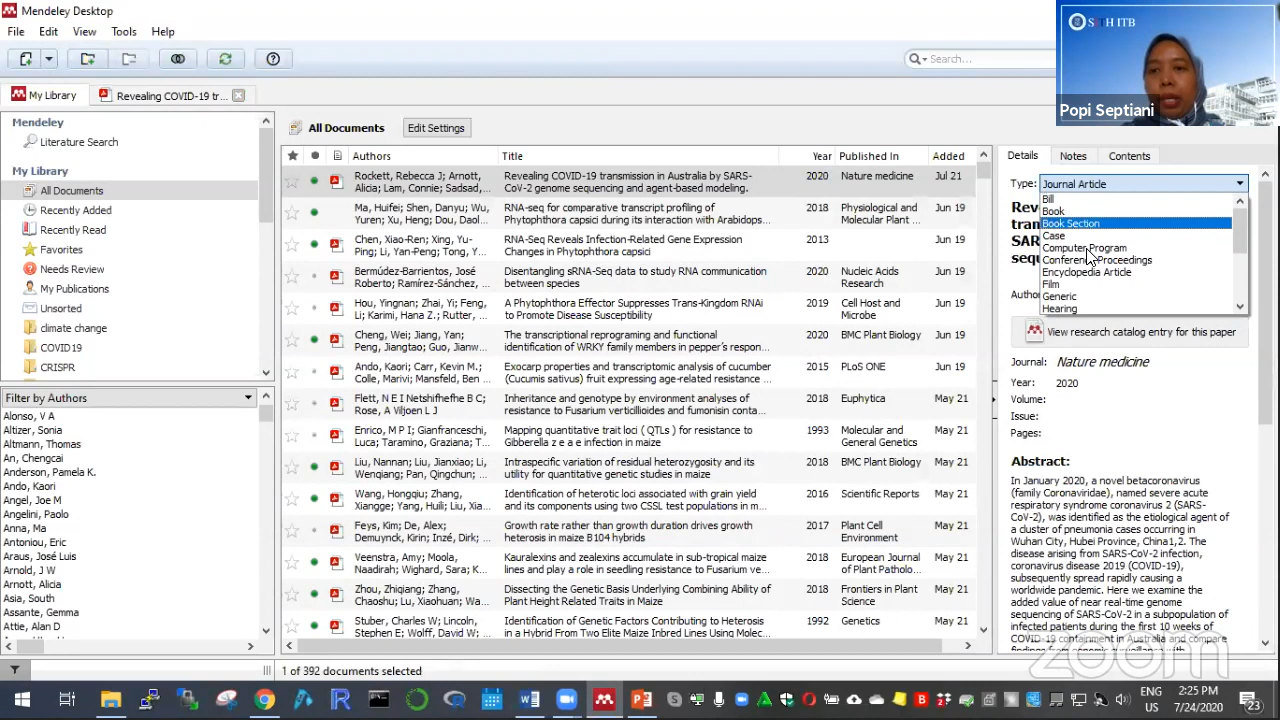 Mendeley Desktop
File Edit View Tools Help
Search...
SITH ITB
Popi Septiani
My Library
Revealing COVID-19 tr...
Mendeley
Literature Search
My Library
All Documents
Recently Added
Recently Read
Favorites
Needs Review
My Publications
Unsorted
climate change
COVID19
CRISPR
Filter by Authors
Alonso, V A
Altizer, Sonia
Altmann, Thomas
An, Chengcai
Anderson, Pamela K.
Ando, Kaori
Angel, Joe M
Angelini, Paolo
Anna, Ma
Antoniou, Eric
Araus, José Luis
Arnold, J W
Arnott, Alicia
Asia, South
Assante, Gemma
Attie, Alan D
All Documents Edit Settings
Authors Title Year Published In Added
Rockett, Rebecca J; Arnott, Revealing COVID-19 transmission in Australia by SARS- 2020 Nature medicine Jul 21
Alicia; Lam, Connie; Sadsad,... CoV-2 genome sequencing and agent-based modeling.
Ma, Huifei; Shen, Danyu; Wu, RNA-seq for comparative transcript profiling of 2018 Physiological and Jun 19
Yuren; Xu, Heng; Dou, Daolo... Phytophthora capsici during its interaction with Arabidops... Molecular Plant ...
Chen, Xiao-Ren; Xing, Yu- RNA-Seq Reveals Infection-Related Gene Expression 2013 Jun 19
Ping; Li, Yan-Peng; Tong, Y... Changes in Phytophthora capsici
Bermúdez-Barrientos, José Disentangling sRNA-Seq data to study RNA communication Nucleic Acids Jun 19
Roberto; Ramírez-Sánchez,... between species Research
Hou, Yingnan; Zhai, Yi; Feng, A Phytophthora Effector Suppresses Trans-Kingdom RNAi 2019 Cell Host and Jun 19
Li; Karimi, Hana Z.; Rutter,... to Promote Disease Susceptibility Microbe
Cheng, Wei; Jiang, Yan; The transcriptional reprograming and functional 2020 BMC Plant Biology Jun 19
Peng, Jiangtao; Guo, Jianw... identification of WRKY family members in pepper's respon...
Ando, Kaori; Carr, Kevin M.; Exocarp properties and transcriptomic analysis of cucumber 2015 PLoS ONE Jun 19
Colle, Marivi; Mansfeld, Ben ... (Cucumis sativus) fruit expressing age-related resistance ...
Flett, N E I Netshifhefhe B C; Inheritance and genotype by environment analyses of 2018 Euphytica May 21
Rose, A Viljoen L J resistance to Fusarium verticillioides and fumonisin conta...
Enrico, M P I; Gianfranceschi, Mapping quantitative trait loci ( QTLs ) for resistance to 1993 Molecular and May 21
Luca; Taramino, Graziana; T... Gibberella z e a e infection in maize General Genetics
Liu, Nannan; Liu, Jianxiao; Li, Intraspecific variation of residual heterozygosity and its 2018 BMC Plant Biology May 21
Wenqiang; Pan, Qingchun;... utility for quantitative genetic studies in maize
Wang, Hongqiu; Zhang, Identification of heterotic loci associated with grain yield 2016 Scientific Reports May 21
Xiangge; Yang, Huili; Hu, D... and its components using two CSSL test populations in m...
Feys, Kim; De, Alex; Growth rate rather than growth duration drives growth 2017 Plant Cell May 21
Demuynck, Kirin; Inzé, Dirk; ... heterosis in maize B104 hybrids Environment
Veenstra, Amy; Moola, Kauralexins and zealexins accumulate in sub-tropical maize 2018 European Journal May 21
Naadirah; Wighard, Sara; K... lines and play a role in seedling resistance to Fusarium ve... of Plant Patholo...
Zhou, Zhiqiang; Zhang, Dissecting the Genetic Basis Underlying Combining Ability of 2018 Frontiers in Plant May 21
Chaoshu; Lu, Xiaohuan; Wa... Plant Height Related Traits in Maize Science
Stuber, Charles W; Lincoln, Identification of Genetic Factors Contributing to Heterosis 1992 Genetics May 21
Stephen E; Wolff, David W; ... in a Hybrid From Two Elite Maize Inbred Lines Using Molec...
1 of 392 documents selected
Details Notes Contents
Type: Journal Article
Bill
Book
Book Section
Case
Computer Program
Conference Proceedings
Encyclopedia Article
Film
Generic
Hearing
View research catalog entry for this paper
Journal: Nature medicine
Year: 2020
Volume:
Issue:
Pages:
Abstract:
In January 2020, a novel betacoronavirus
(family Coronaviridae), named severe acute
respiratory syndrome coronavirus 2 (SARS-
CoV-2), was identified as the etiological agent of
a cluster of pneumonia cases occurring in
Wuhan City, Hubei Province, China1,2. The
disease arising from SARS-CoV-2 infection,
coronavirus disease 2019 (COVID-19),
subsequently spread rapidly causing a
worldwide pandemic. Here we examine the
added value of near real-time genome
sequencing of SARS-CoV-2 in a subpopulation of
infected patients during the first 10 weeks of
COVID-19 containment in Australia and compare
zoom
ENG 2:25 PM
US 7/24/2020
23